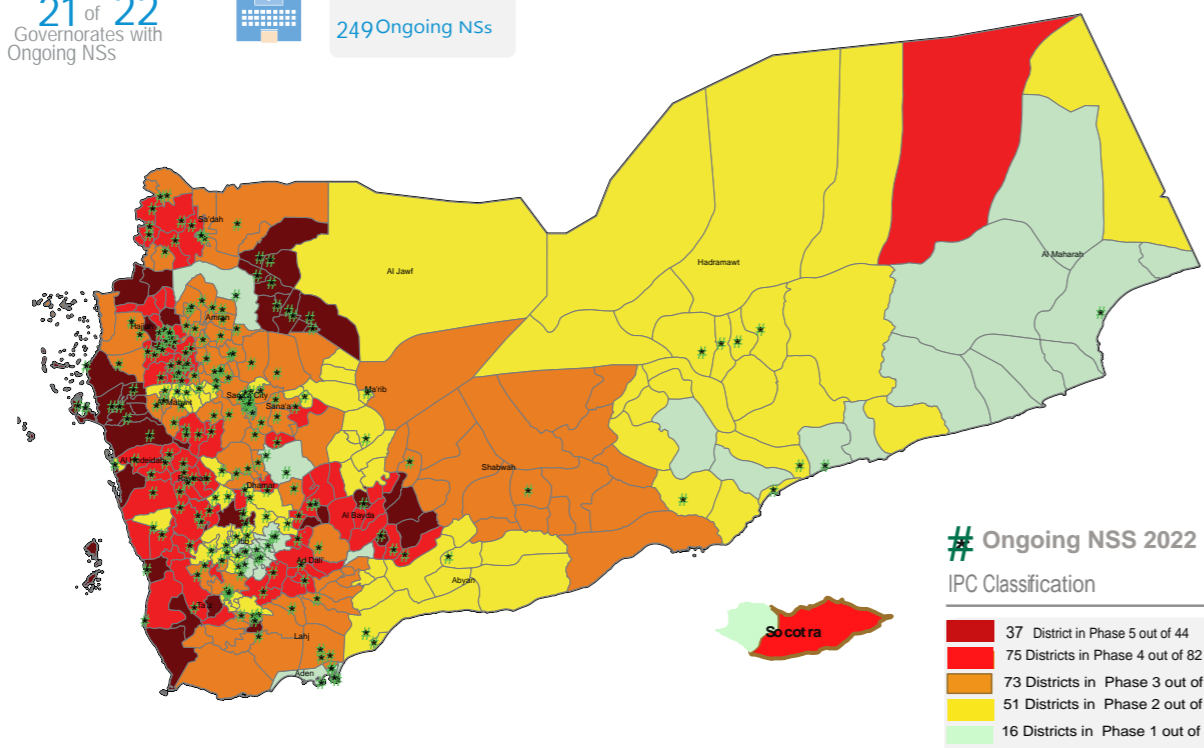 21 of 22
Governorates with
Ongoing NSs
249 Ongoing NSs
Sa'dah
Al Jawf
Hadramawt
Al Maharah
Amran
Hajjah
Ma'rib
Sana'a City
Sana'a
Al Mahwit
Shabwah
Al Hodeidah
Raymah
Dhamar
Al Bayda
Ibb
Ad Dali'
Abyan
Ta'iz
Lahj
Aden
Socotra
# Ongoing NSS 2022
IPC Classification
37 District in Phase 5 out of 44
75 Districts in Phase 4 out of 82
73 Districts in Phase 3 out of
51 Districts in Phase 2 out of
16 Districts in Phase 1 out of